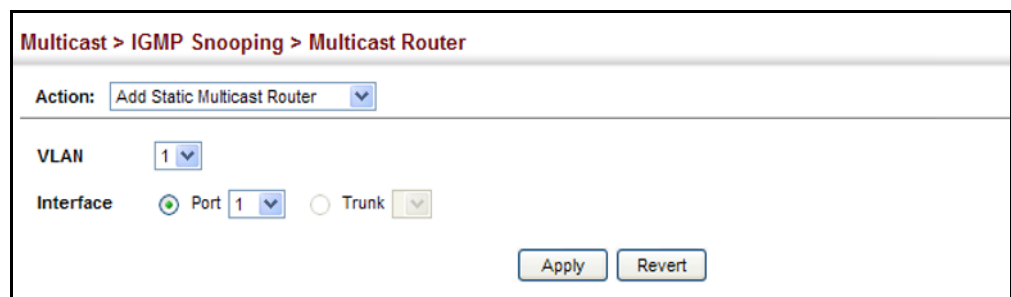 Multicast > IGMP Snooping > Multicast Router
Action: Add Static Multicast Router
VLAN 1
Interface Port 1 Trunk
Apply Revert